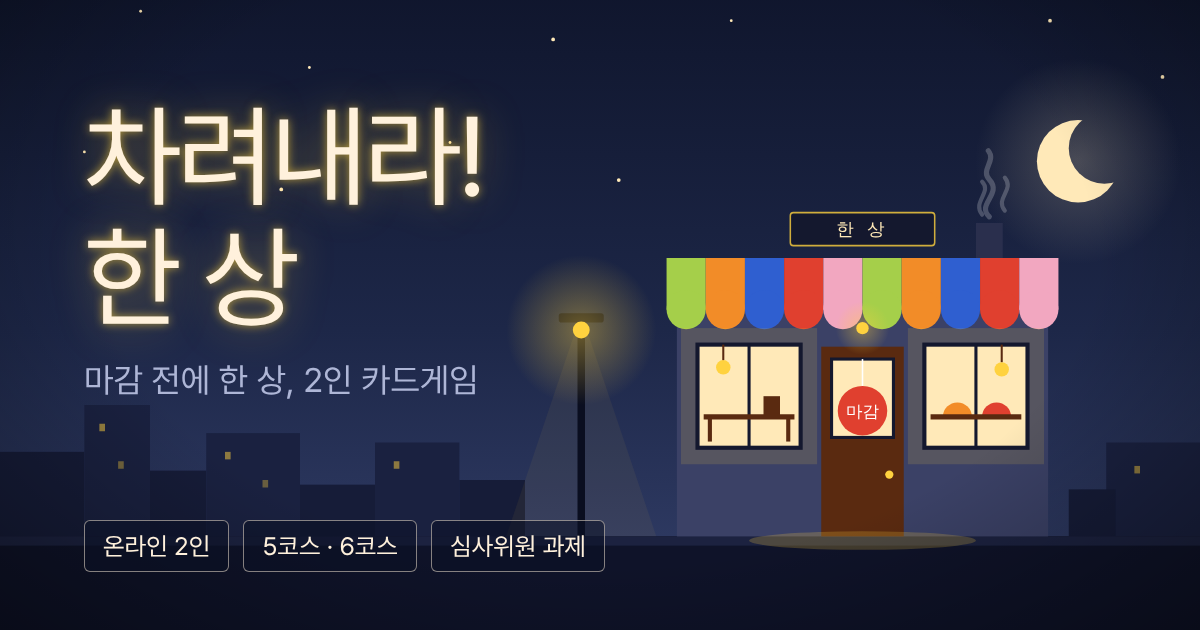 차려내라!
한 상
마감 전에 한 상, 2인 카드게임
온라인 2인
5코스 · 6코스
심사위원 과제
한 상
마감